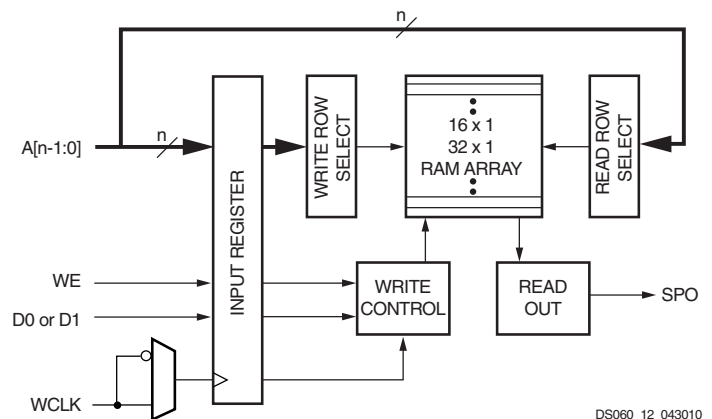 n
A[n-1:0]
n
INPUT REGISTER
WRITE ROW
SELECT
16 x 1
32 x 1
RAM ARRAY
READ ROW
SELECT
WE
D0 or D1
WRITE
CONTROL
READ
OUT
SPO
WCLK
DS060_12_043010